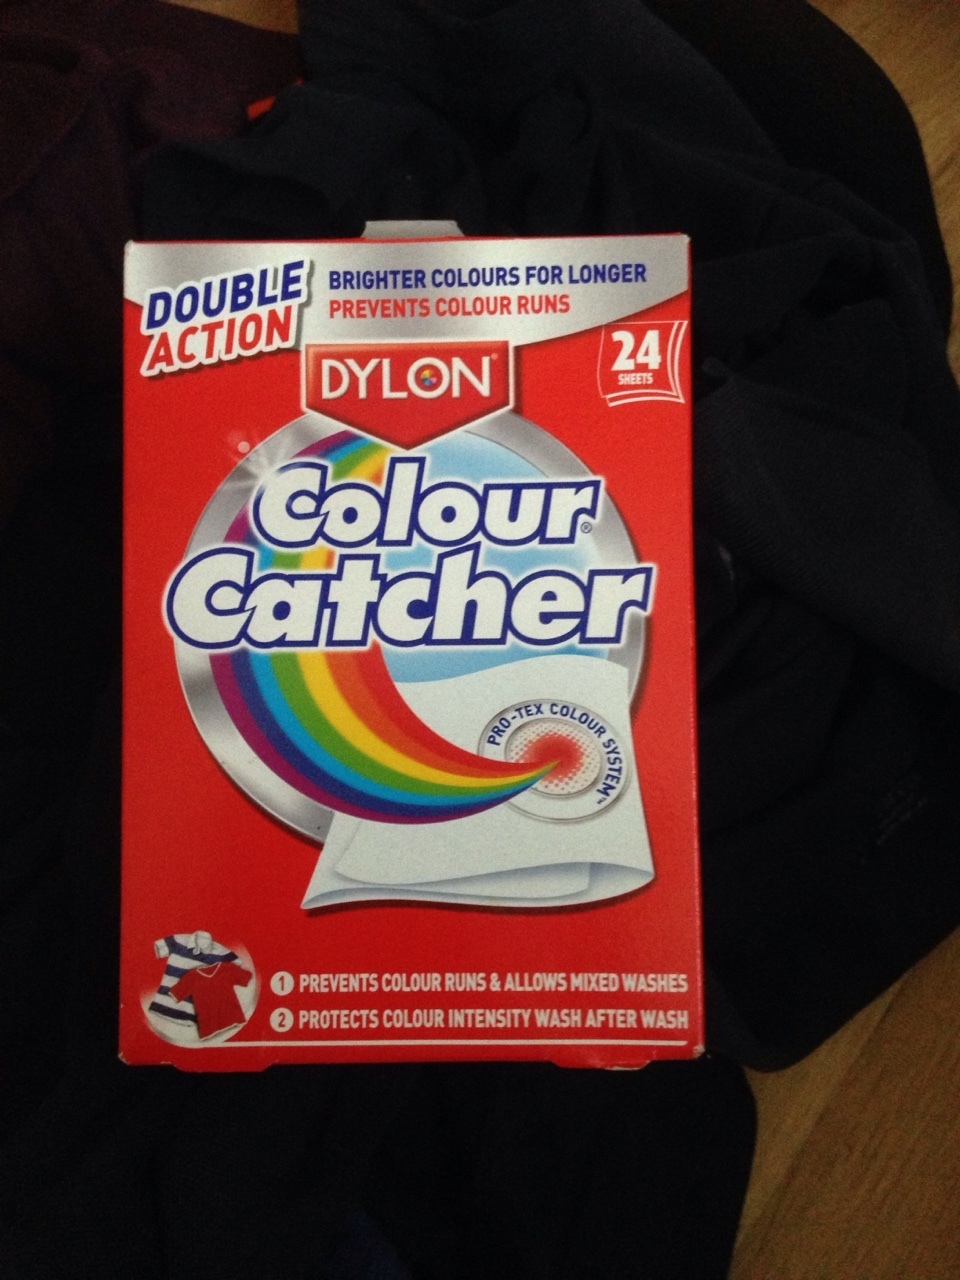 DOUBLE
ACTION
BRIGHTER COLOURS FOR LONGER
PREVENTS COLOUR RUNS
24
SHEETS
DYLON®
Colour®
Catcher
PRO-TEX COLOUR SYSTEM™
1 PREVENTS COLOUR RUNS & ALLOWS MIXED WASHES
2 PROTECTS COLOUR INTENSITY WASH AFTER WASH